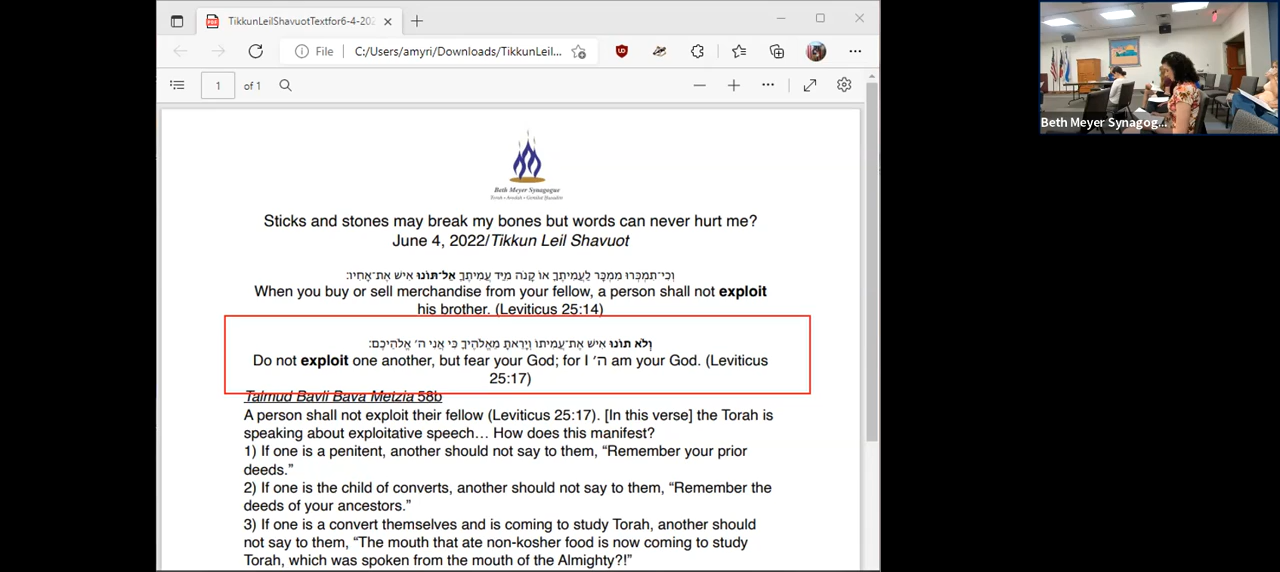 TikkunLeilShavuotTextfor6-4-202
File C:/Users/amyri/Downloads/TikkunLeil...
1 of 1
Beth Meyer Synagog...
Beth Meyer Synagogue
Torah • Avodah • Gemilut Hasadim
Sticks and stones may break my bones but words can never hurt me?
June 4, 2022/Tikkun Leil Shavuot
וְכִי־תִמְכְּרוּ מִמְכָּר לַעֲמִיתֶךָ אוֹ קָנֹה מִיַּד עֲמִיתֶךָ אַל־תּוֹנוּ אִישׁ אֶת־אָחִיו׃
When you buy or sell merchandise from your fellow, a person shall not exploit
his brother. (Leviticus 25:14)
וְלֹא תוֹנוּ אִישׁ אֶת־עֲמִיתוֹ וְיָרֵאתָ מֵאֱלֹהֶיךָ כִּי אֲנִי ה׳ אֱלֹהֵיכֶם׃
Do not exploit one another, but fear your God; for I ה׳ am your God. (Leviticus
25:17)
Talmud Bavli Bava Metzia 58b
A person shall not exploit their fellow (Leviticus 25:17). [In this verse] the Torah is
speaking about exploitative speech… How does this manifest?
1) If one is a penitent, another should not say to them, “Remember your prior
deeds.”
2) If one is the child of converts, another should not say to them, “Remember the
deeds of your ancestors.”
3) If one is a convert themselves and is coming to study Torah, another should
not say to them, “The mouth that ate non-kosher food is now coming to study
Torah, which was spoken from the mouth of the Almighty?!”